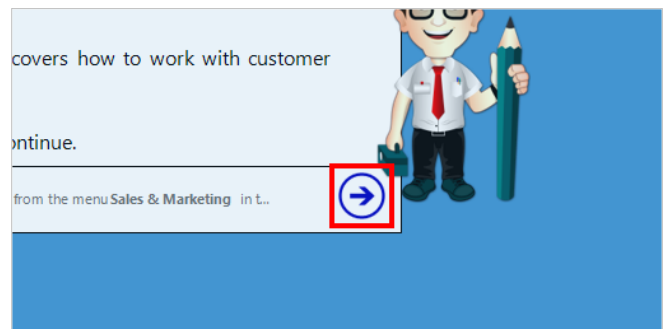 covers how to work with customer
ontinue.
from the menu Sales & Marketing in t...